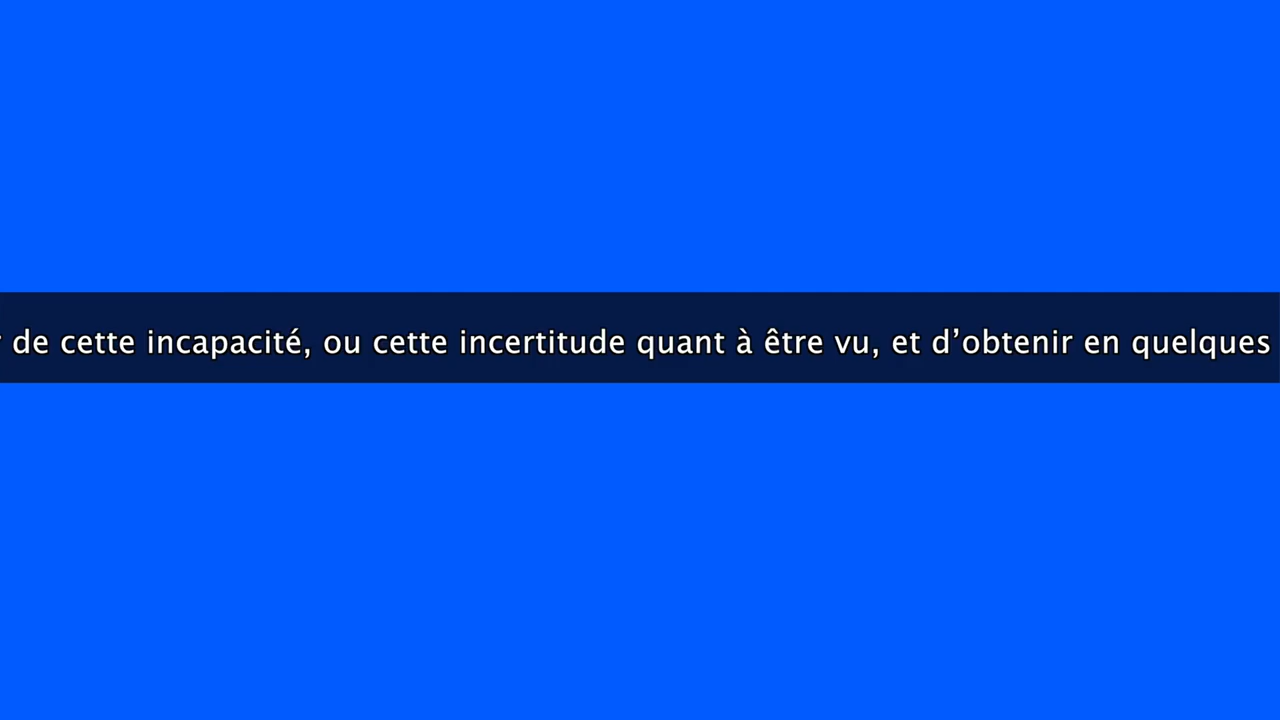 de cette incapacité, ou cette incertitude quant à être vu, et d’obtenir en quelques